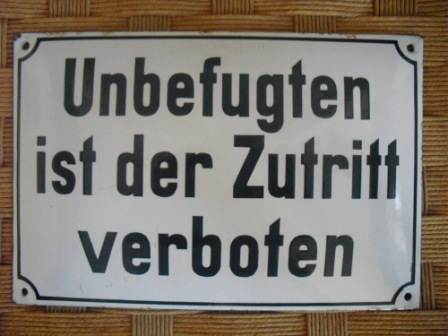 Unbefugten
ist der Zutritt
verboten